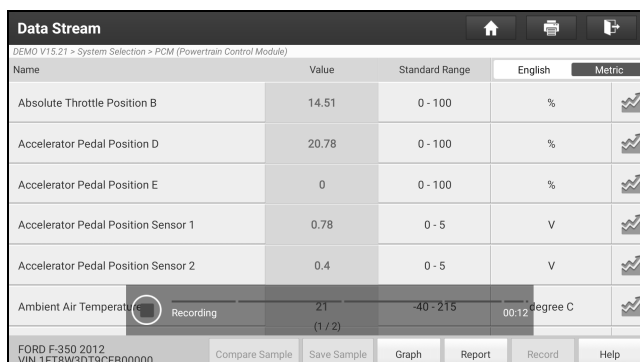 Data Stream
DEMO V15.21 > System Selection > PCM (Powertrain Control Module)
Name Value Standard Range English Metric
Absolute Throttle Position B 14.51 0 - 100 %
Accelerator Pedal Position D 20.78 0 - 100 %
Accelerator Pedal Position E 0 0 - 100 %
Accelerator Pedal Position Sensor 1 0.78 0 - 5 V
Accelerator Pedal Position Sensor 2 0.4 0 - 5 V
Ambient Air Temperature 21 -40 - 215 degree C
Recording 00:12
(1 / 2)
FORD F-350 2012
VIN 1FT8W3DT9CEB00000
Compare Sample Save Sample Graph Report Record Help